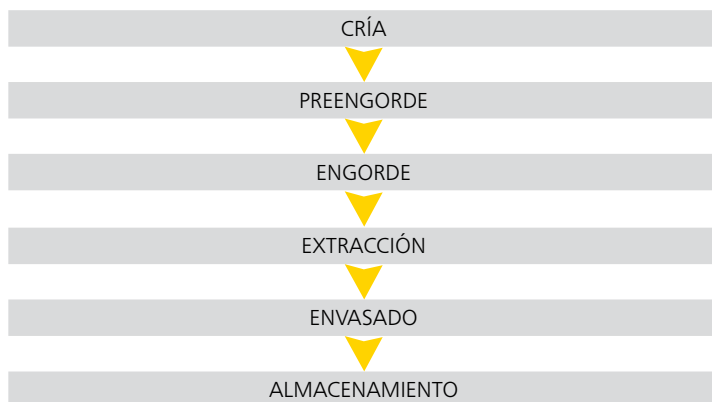 CRÍA
PREENGORDE
ENGORDE
EXTRACCIÓN
ENVASADO
ALMACENAMIENTO